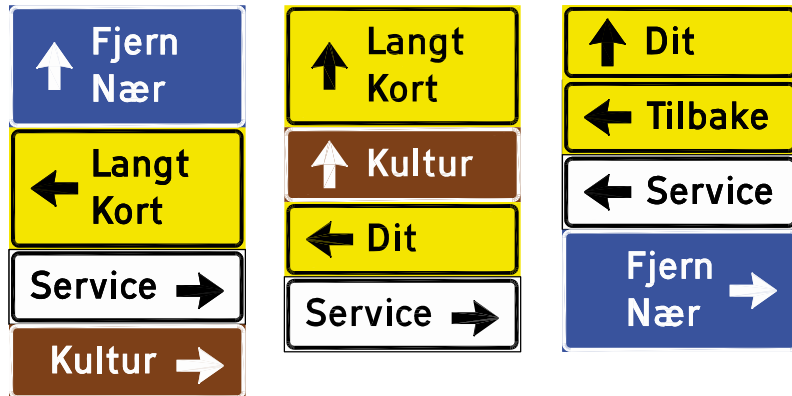 Fjern
Nær
Langt
Kort
Service
Kultur
Langt
Kort
Kultur
Dit
Service
Dit
Tilbake
Service
Fjern
Nær